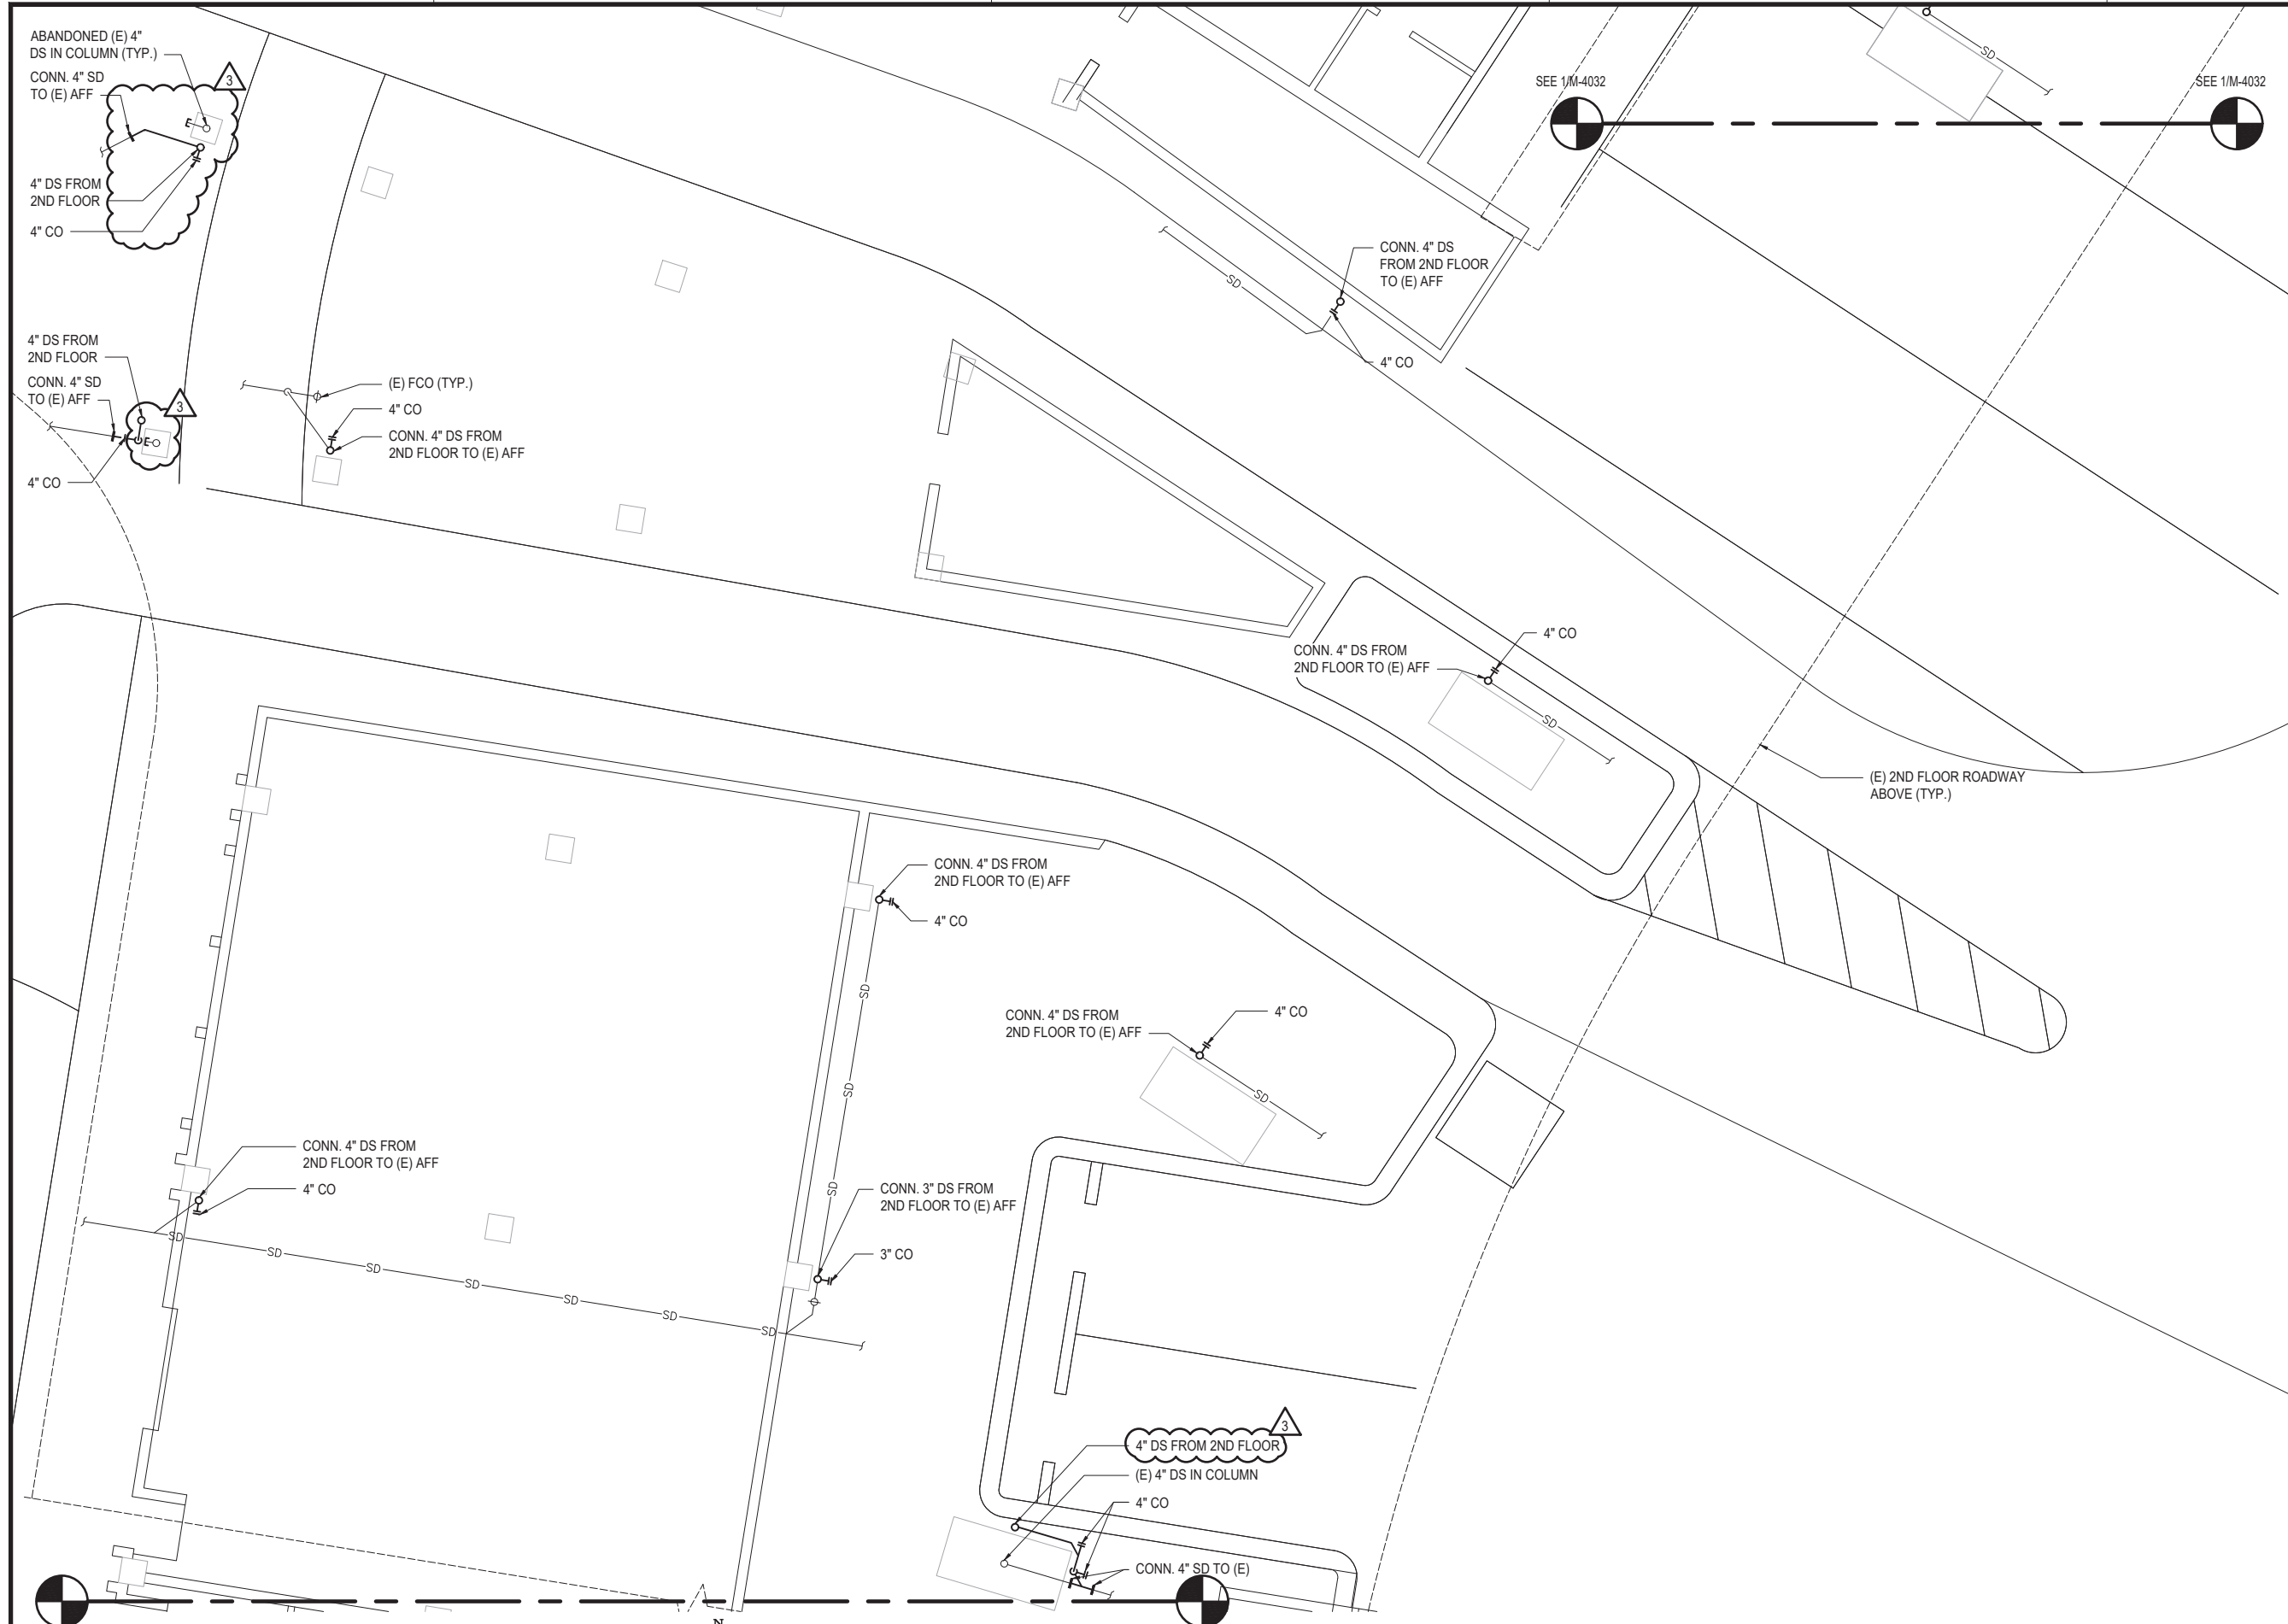 ABANDONED (E) 4"
DS IN COLUMN (TYP.)
CONN. 4" SD
TO (E) AFF
3
E
4" DS FROM
2ND FLOOR
4" CO
SEE 1/M-4032
SEE 1/M-4032
SD
CONN. 4" DS
FROM 2ND FLOOR
TO (E) AFF
SD
4" CO
4" DS FROM
2ND FLOOR
CONN. 4" SD
TO (E) AFF
3
E
4" CO
(E) FCO (TYP.)
4" CO
CONN. 4" DS FROM
2ND FLOOR TO (E) AFF
4" CO
CONN. 4" DS FROM
2ND FLOOR TO (E) AFF
SD
(E) 2ND FLOOR ROADWAY
ABOVE (TYP.)
CONN. 4" DS FROM
2ND FLOOR TO (E) AFF
4" CO
SD
SD
SD
CONN. 4" DS FROM
2ND FLOOR TO (E) AFF
4" CO
SD
CONN. 4" DS FROM
2ND FLOOR TO (E) AFF
4" CO
CONN. 3" DS FROM
2ND FLOOR TO (E) AFF
3" CO
SD
SD
SD
SD
SD
SD
SD
3
4" DS FROM 2ND FLOOR
(E) 4" DS IN COLUMN
4" CO
CONN. 4" SD TO (E)
N